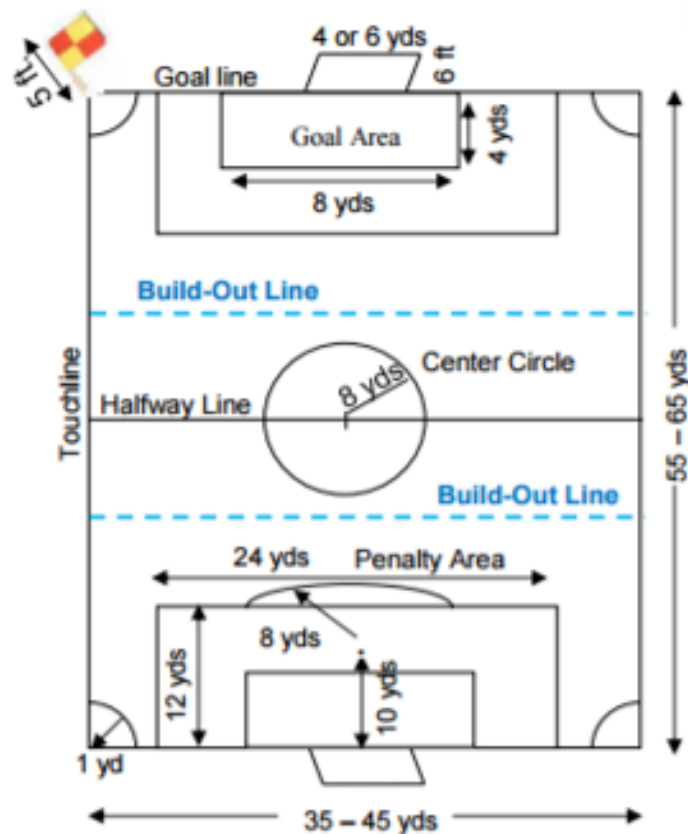 4 or 6 yds
5 ft.
Goal line
6 ft
Goal Area
4 yds
8 yds
Build-Out Line
Center Circle
8 yds
Halfway Line
Touchline
55 – 65 yds
Build-Out Line
24 yds
Penalty Area
8 yds
12 yds
10 yds
1 yd
35 – 45 yds